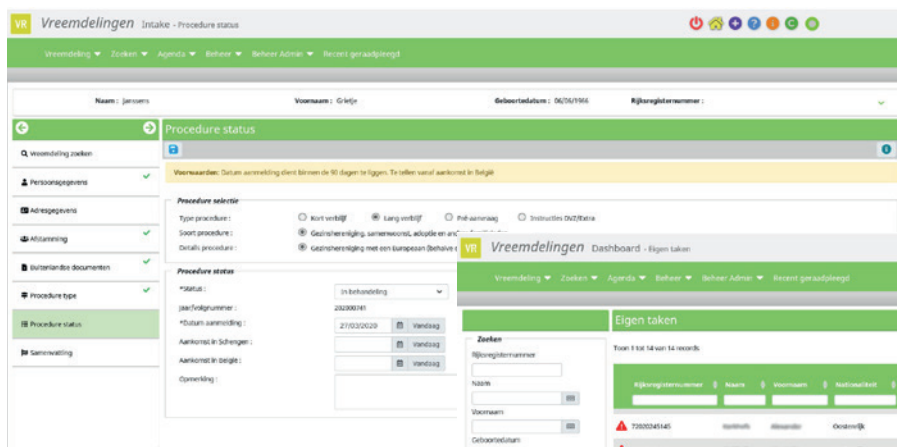 VR Vreemdelingen Intake - Procedure status
Vreemdeling Zoeken Agenda Beheer Beheer Admin Recent geraadpleegd
Naam : Janssens Voornaam : Grietje Geboortedatum : 06/06/1966 Rijksregisternummer :
Procedure status
Vreemdeling zoeken
Persoonsgegevens
Adresgegevens
Afstamming
Buitenlandse documenten
Procedure type
Procedure status
Samenvatting
Voorwaarden: Datum aanmelding dient binnen de 90 dagen te liggen. Te tellen vanaf aankomst in België
Procedure selectie
Type procedure : Kort verblijf Lang verblijf Pré-aanvraag Instructies DVZ/Extra
Soort procedure : Gezinshereniging, samenwoonst, adoptie en
Details procedure : Gezinshereniging met een Europeaan (behalve
Procedure status
*Status : In behandeling
Jaar/volgnummer : 202000741
*Datum aanmelding : 27/03/2020 Vandaag
Aankomst in Schengen : Vandaag
Aankomst in belgië : Vandaag
Opmerking :
VR Vreemdelingen Dashboard - Eigen taken
Vreemdeling Zoeken Agenda Beheer Beheer Admin Recent geraadpleegd
Eigen taken
Zoeken
Rijksregisternummer
Naam
Voornaam
Geboortedatum
Toon 1 tot 14 van 14 records
Rijksregisternummer Naam Voornaam Nationaliteit
72020245145 Oostenrijk